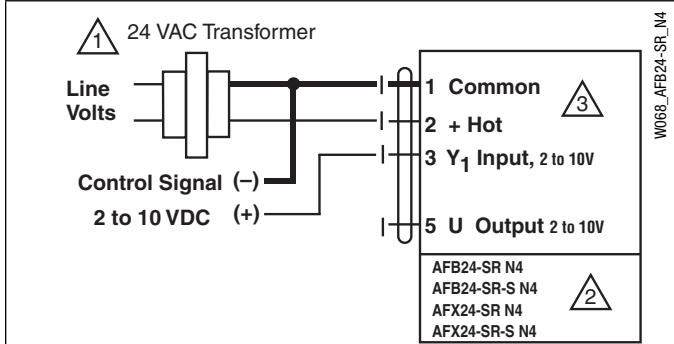 1 24 VAC Transformer
Line
Volts
Control Signal (–)
2 to 10 VDC (+)
1 Common
3
2 + Hot
3 Y1 Input, 2 to 10V
5 U Output 2 to 10V
AFB24-SR N4
AFB24-SR-S N4
AFX24-SR N4
AFX24-SR-S N4
2
W068_AFB24-SR_N4